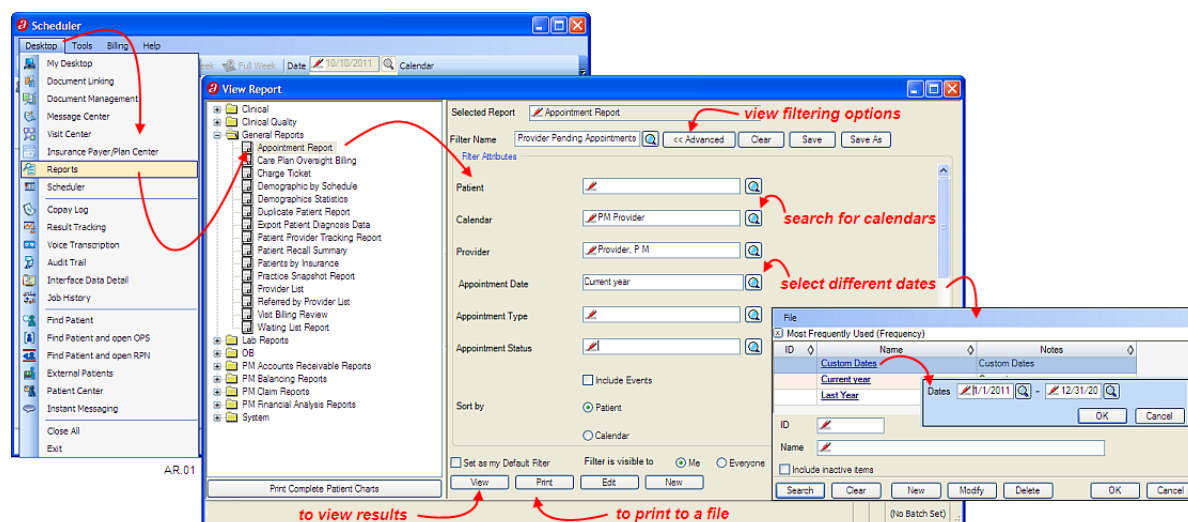 Scheduler
Desktop Tools Billing Help
Full Week Date 10/10/2011 Calendar
My Desktop
Document Linking
Document Management
Message Center
Visit Center
Insurance Payer/Plan Center
Reports
Scheduler
Copay Log
Result Tracking
Voice Transcription
Audit Trail
Interface Data Detail
Job History
Find Patient
Find Patient and open OPS
Find Patient and open RPN
External Patients
Patient Center
Instant Messaging
Close All
Exit
AR.01
View Report
Clinical
Clinical Quality
General Reports
Appointment Report
Care Plan Oversight Billing
Charge Ticket
Demographic by Schedule
Demographics Statistics
Duplicate Patient Report
Export Patient Diagnosis Data
Patient Provider Tracking Report
Patient Recall Summary
Patients by Insurance
Practice Snapshot Report
Provider List
Referred by Provider List
Visit Billing Review
Waiting List Report
Lab Reports
OB
PM Accounts Receivable Reports
PM Balancing Reports
PM Claim Reports
PM Financial Analysis Reports
System
Print Complete Patient Charts
Selected Report Appointment Report
view filtering options
Filter Name Provider Pending Appointments << Advanced Clear Save Save As
Filter Attributes
Patient
Calendar PM Provider
search for calendars
Provider Provider, P M
Appointment Date Current year
select different dates
Appointment Type
Appointment Status
Include Events
Sort by Patient
Calendar
Set as my Default Filter Filter is visible to Me Everyone
View Print Edit New
to view results
to print to a file
(No Batch Set)
File
Most Frequently Used (Frequency)
ID Name Notes
Custom Dates Custom Dates
Current year
Last Year
Dates 1/1/2011 - 12/31/20
OK Cancel
ID
Name
Include inactive items
Search Clear New Modify Delete OK Cancel